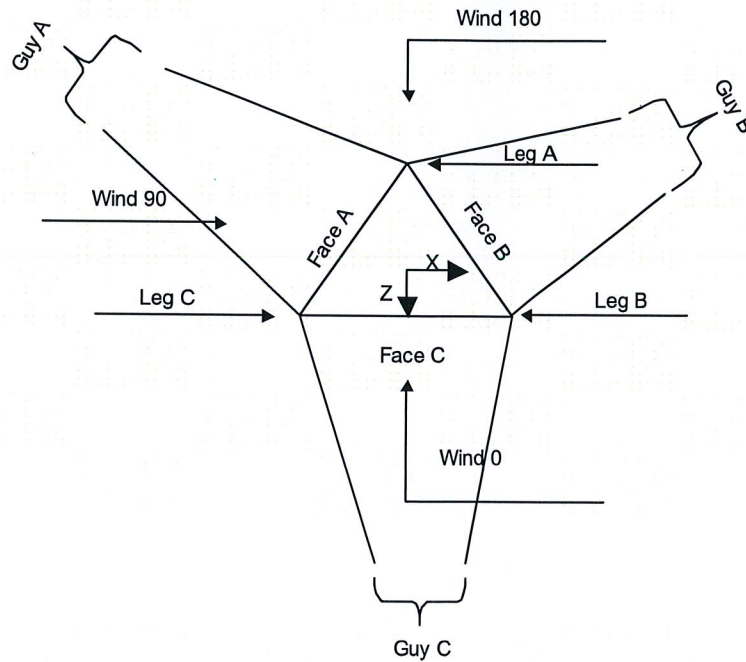 Wind 180
Guy A
Guy B
Leg A
Wind 90
Face A
Face B
X
Z
Leg C
Leg B
Face C
Wind 0
Guy C